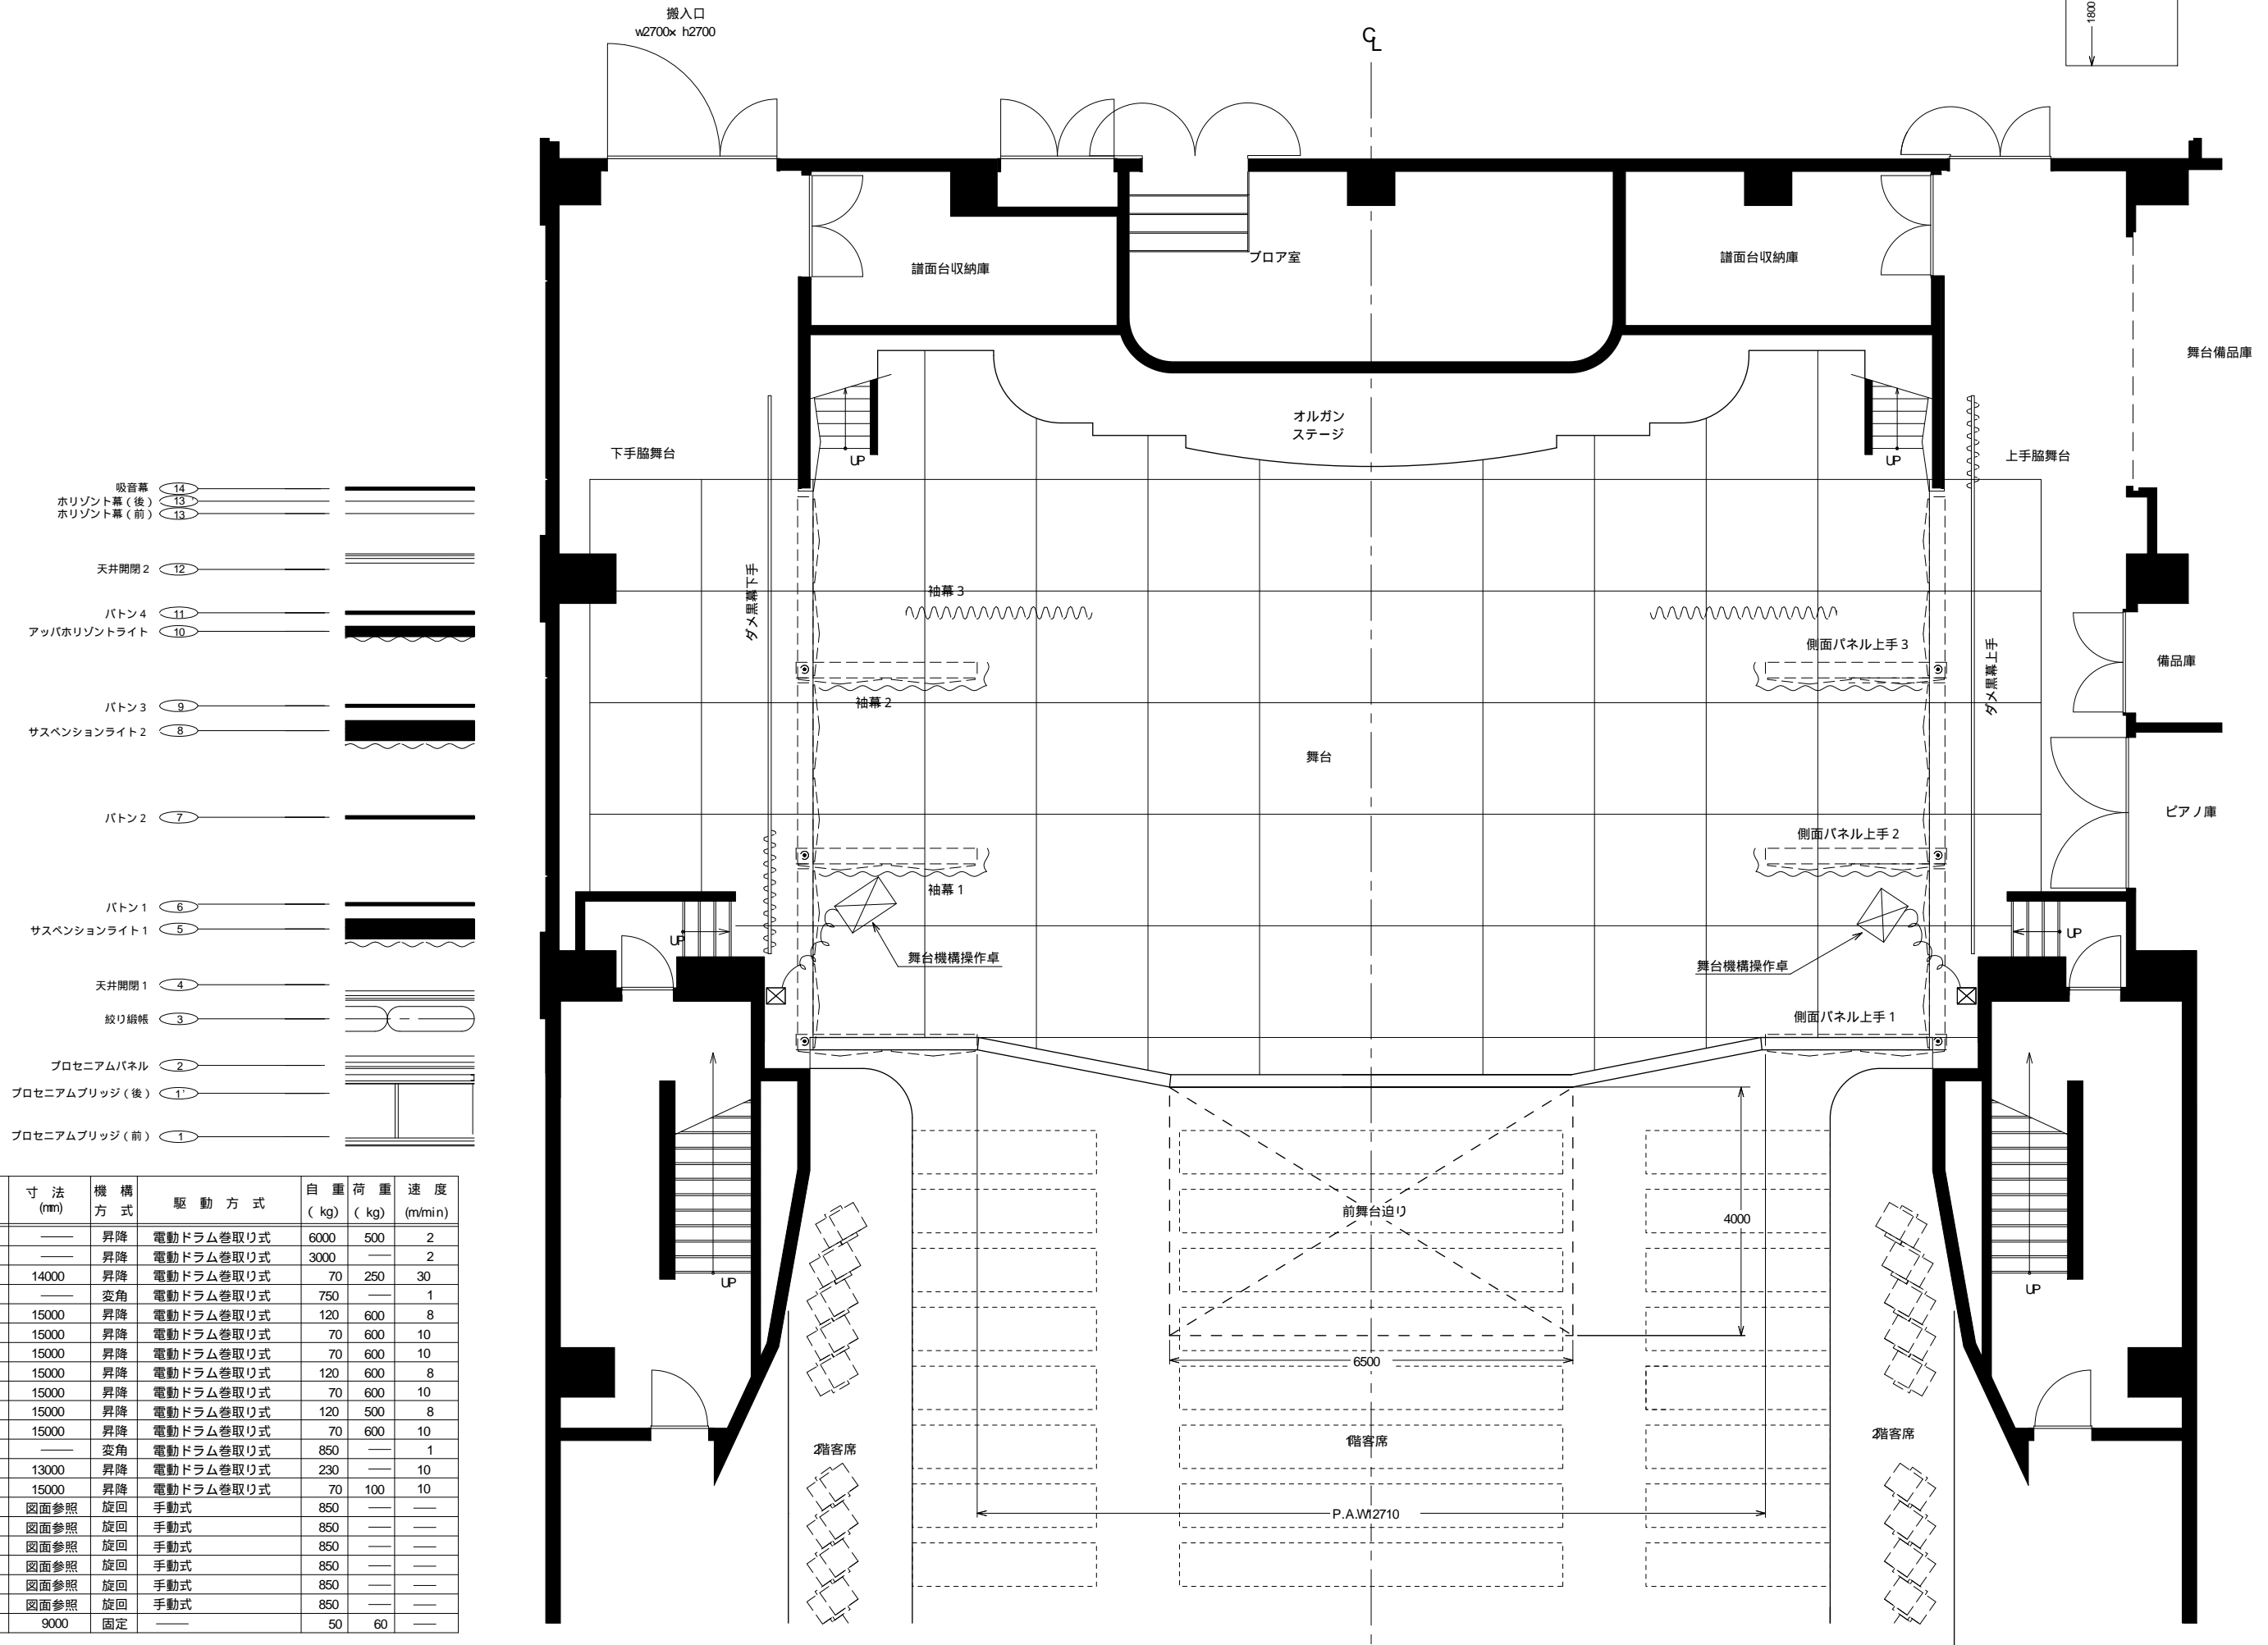 搬入口
w2700× h2700
CL
1800
譜面台収納庫
ブロア室
譜面台収納庫
舞台備品庫
オルガン
ステージ
下手脇舞台
上手脇舞台
UP
UP
吸音幕 14
ホリゾント幕（後） 13'
ホリゾント幕（前） 13
天井開閉2 12
バトン4 11
アッパホリゾントライト 10
バトン3 9
サスペンションライト2 8
バトン2 7
バトン1 6
サスペンションライト1 5
天井開閉1 4
絞り緞帳 3
プロセニアムパネル 2
プロセニアムブリッジ（後） 1'
プロセニアムブリッジ（前） 1
ダメ黒幕下手
袖幕3
側面パネル上手3
ダメ黒幕上手
備品庫
袖幕2
舞台
ピアノ庫
側面パネル上手2
袖幕1
UP
UP
舞台機構操作卓
舞台機構操作卓
側面パネル上手1
前舞台迫り
4000
UP
UP
6500
2階客席
1階客席
2階客席
P.A.W12710
寸 法 (mm) 機 構 方 式 駆 動 方 式 自 重 (kg) 荷 重 (kg) 速 度 (m/min)
—— 昇降 電動ドラム巻取り式 6000 500 2
—— 昇降 電動ドラム巻取り式 3000 —— 2
14000 昇降 電動ドラム巻取り式 70 250 30
—— 変角 電動ドラム巻取り式 750 —— 1
15000 昇降 電動ドラム巻取り式 120 600 8
15000 昇降 電動ドラム巻取り式 70 600 10
15000 昇降 電動ドラム巻取り式 70 600 10
15000 昇降 電動ドラム巻取り式 120 600 8
15000 昇降 電動ドラム巻取り式 70 600 10
15000 昇降 電動ドラム巻取り式 120 500 8
15000 昇降 電動ドラム巻取り式 70 600 10
—— 変角 電動ドラム巻取り式 850 —— 1
13000 昇降 電動ドラム巻取り式 230 —— 10
15000 昇降 電動ドラム巻取り式 70 100 10
図面参照 旋回 手動式 850 —— ——
図面参照 旋回 手動式 850 —— ——
図面参照 旋回 手動式 850 —— ——
図面参照 旋回 手動式 850 —— ——
図面参照 旋回 手動式 850 —— ——
図面参照 旋回 手動式 850 —— ——
9000 固定 —— 50 60 ——